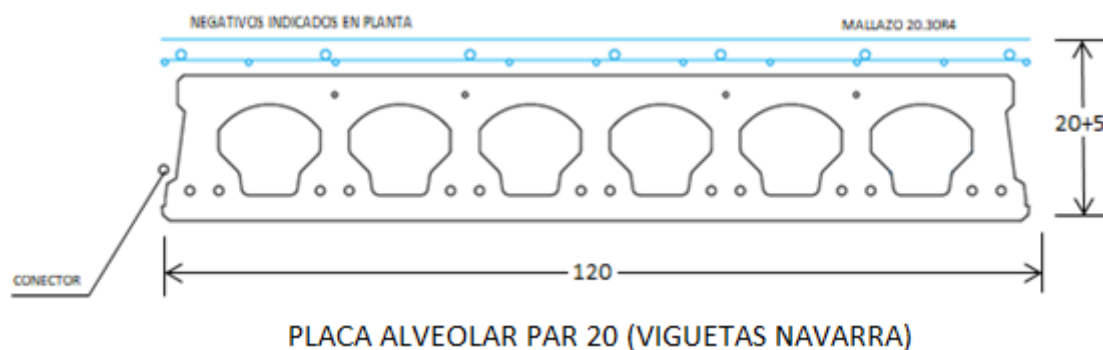 NEGATIVOS INDICADOS EN PLANTA
MALLAZO 20.30R4
20+5
CONECTOR
120
PLACA ALVEOLAR PAR 20 (VIGUETAS NAVARRA)